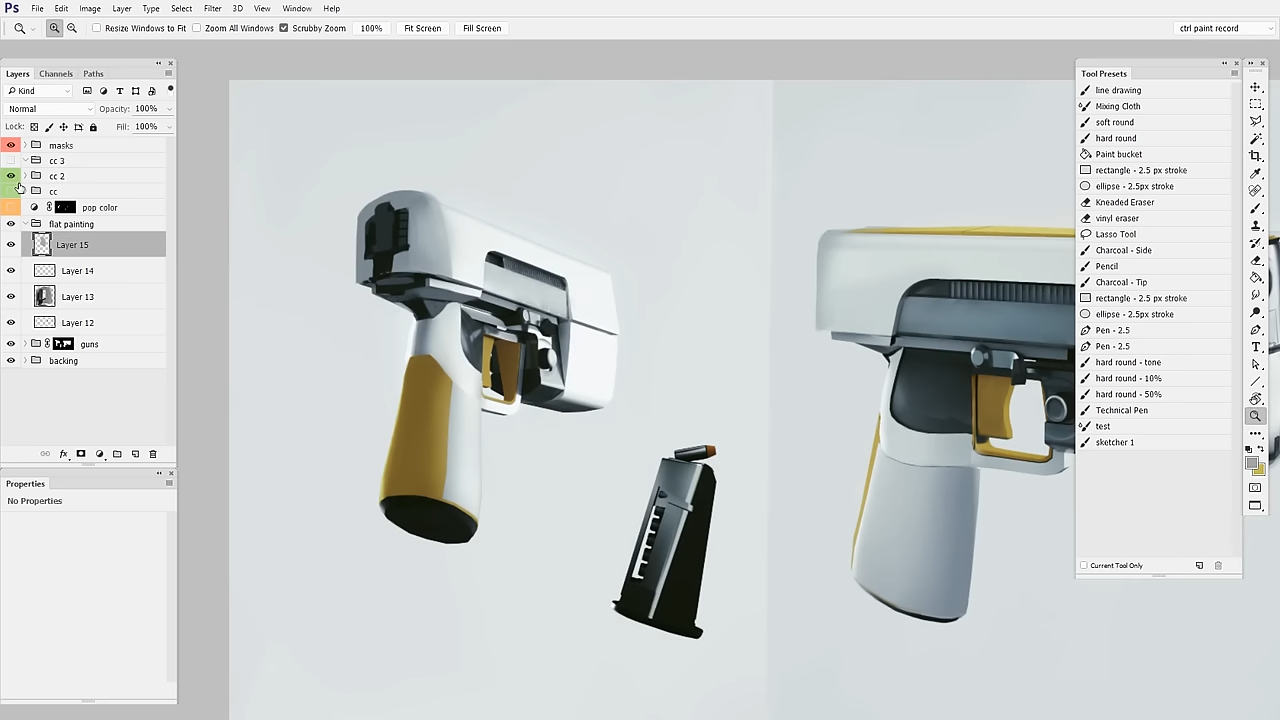 Ps File Edit Image Layer Type Select Filter 3D View Window Help
Resize Windows to Fit Zoom All Windows Scrubby Zoom 100% Fit Screen Fill Screen ctrl paint record
Layers Channels Paths
Kind
Normal Opacity: 100%
Lock: Fill: 100%
masks
cc 3
cc 2
cc
pop color
flat painting
Layer 15
Layer 14
Layer 13
Layer 12
guns
backing
fx
Properties
No Properties
Tool Presets
line drawing
Mixing Cloth
soft round
hard round
Paint bucket
rectangle - 2.5 px stroke
ellipse - 2.5px stroke
Kneaded Eraser
vinyl eraser
Lasso Tool
Charcoal - Side
Pencil
Charcoal - Tip
rectangle - 2.5 px stroke
ellipse - 2.5px stroke
Pen - 2.5
Pen - 2.5
hard round - tone
hard round - 10%
hard round - 50%
Technical Pen
test
sketcher 1
Current Tool Only